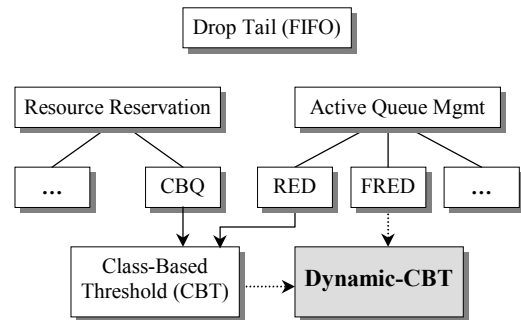 Drop Tail (FIFO)
Resource Reservation
Active Queue Mgmt
...
CBQ
RED
FRED
...
Class-Based
Threshold (CBT)
Dynamic-CBT